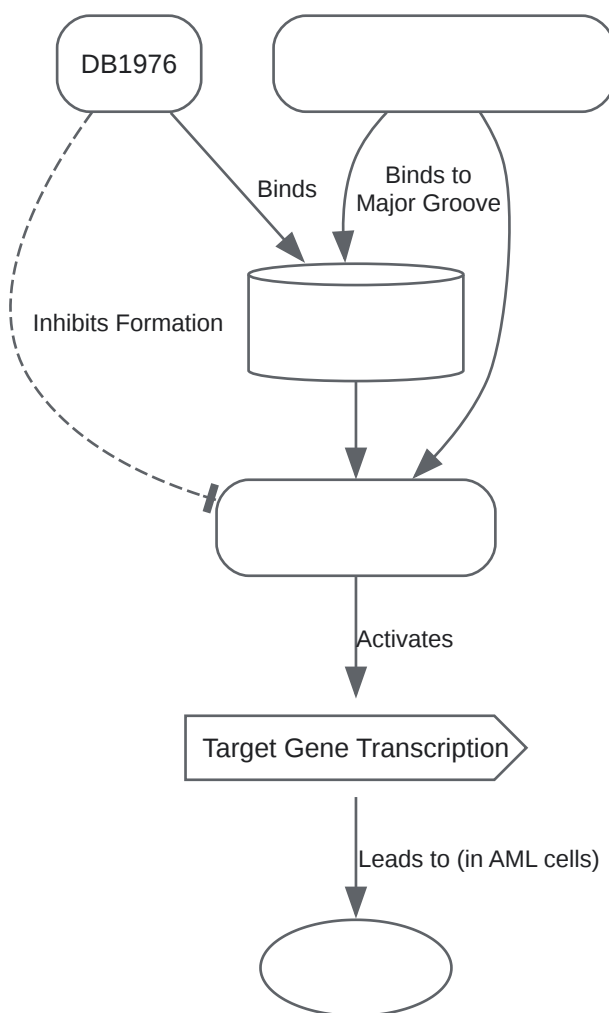 DB1976
Binds
Binds to
Major Groove
Inhibits Formation
Activates
Target Gene Transcription
Leads to (in AML cells)